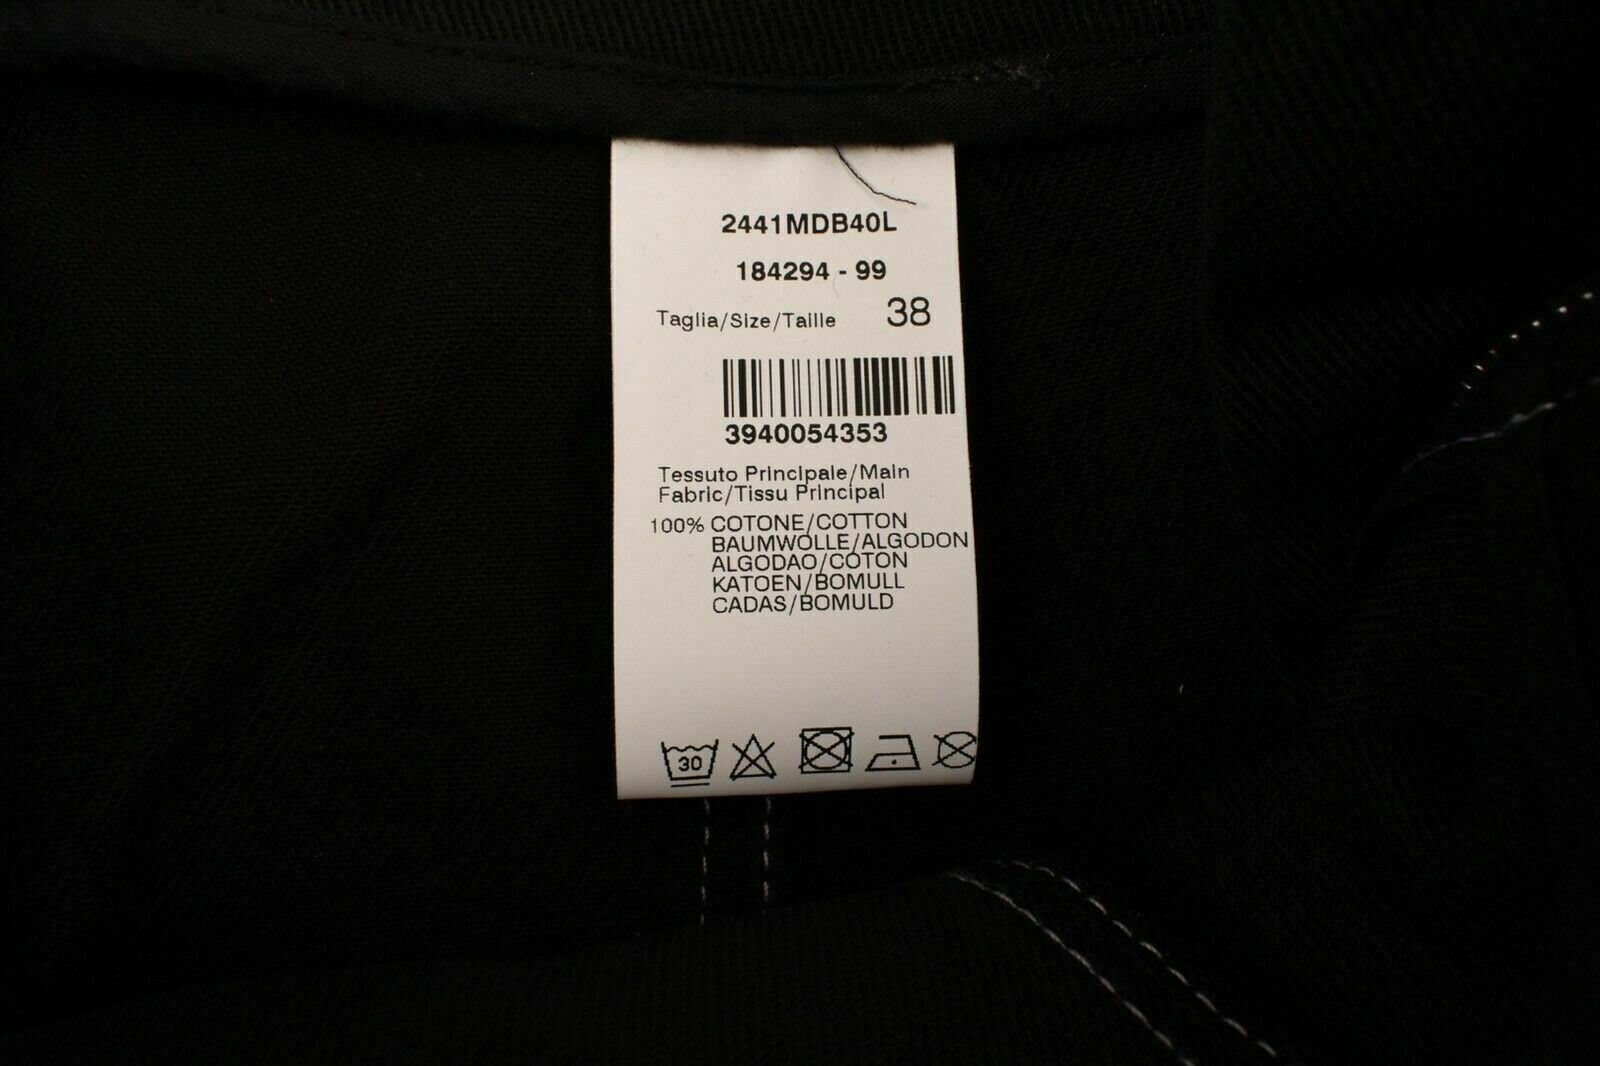 2441MDB40L
184294 - 99
Taglia/Size/Taille 38
3940054353
Tessuto Principale/Main
Fabric/Tissu Principal
100% COTONE/COTTON
BAUMWOLLE/ALGODON
ALGODAO/COTON
KATOEN/BOMULL
CADAS/BOMULD
30